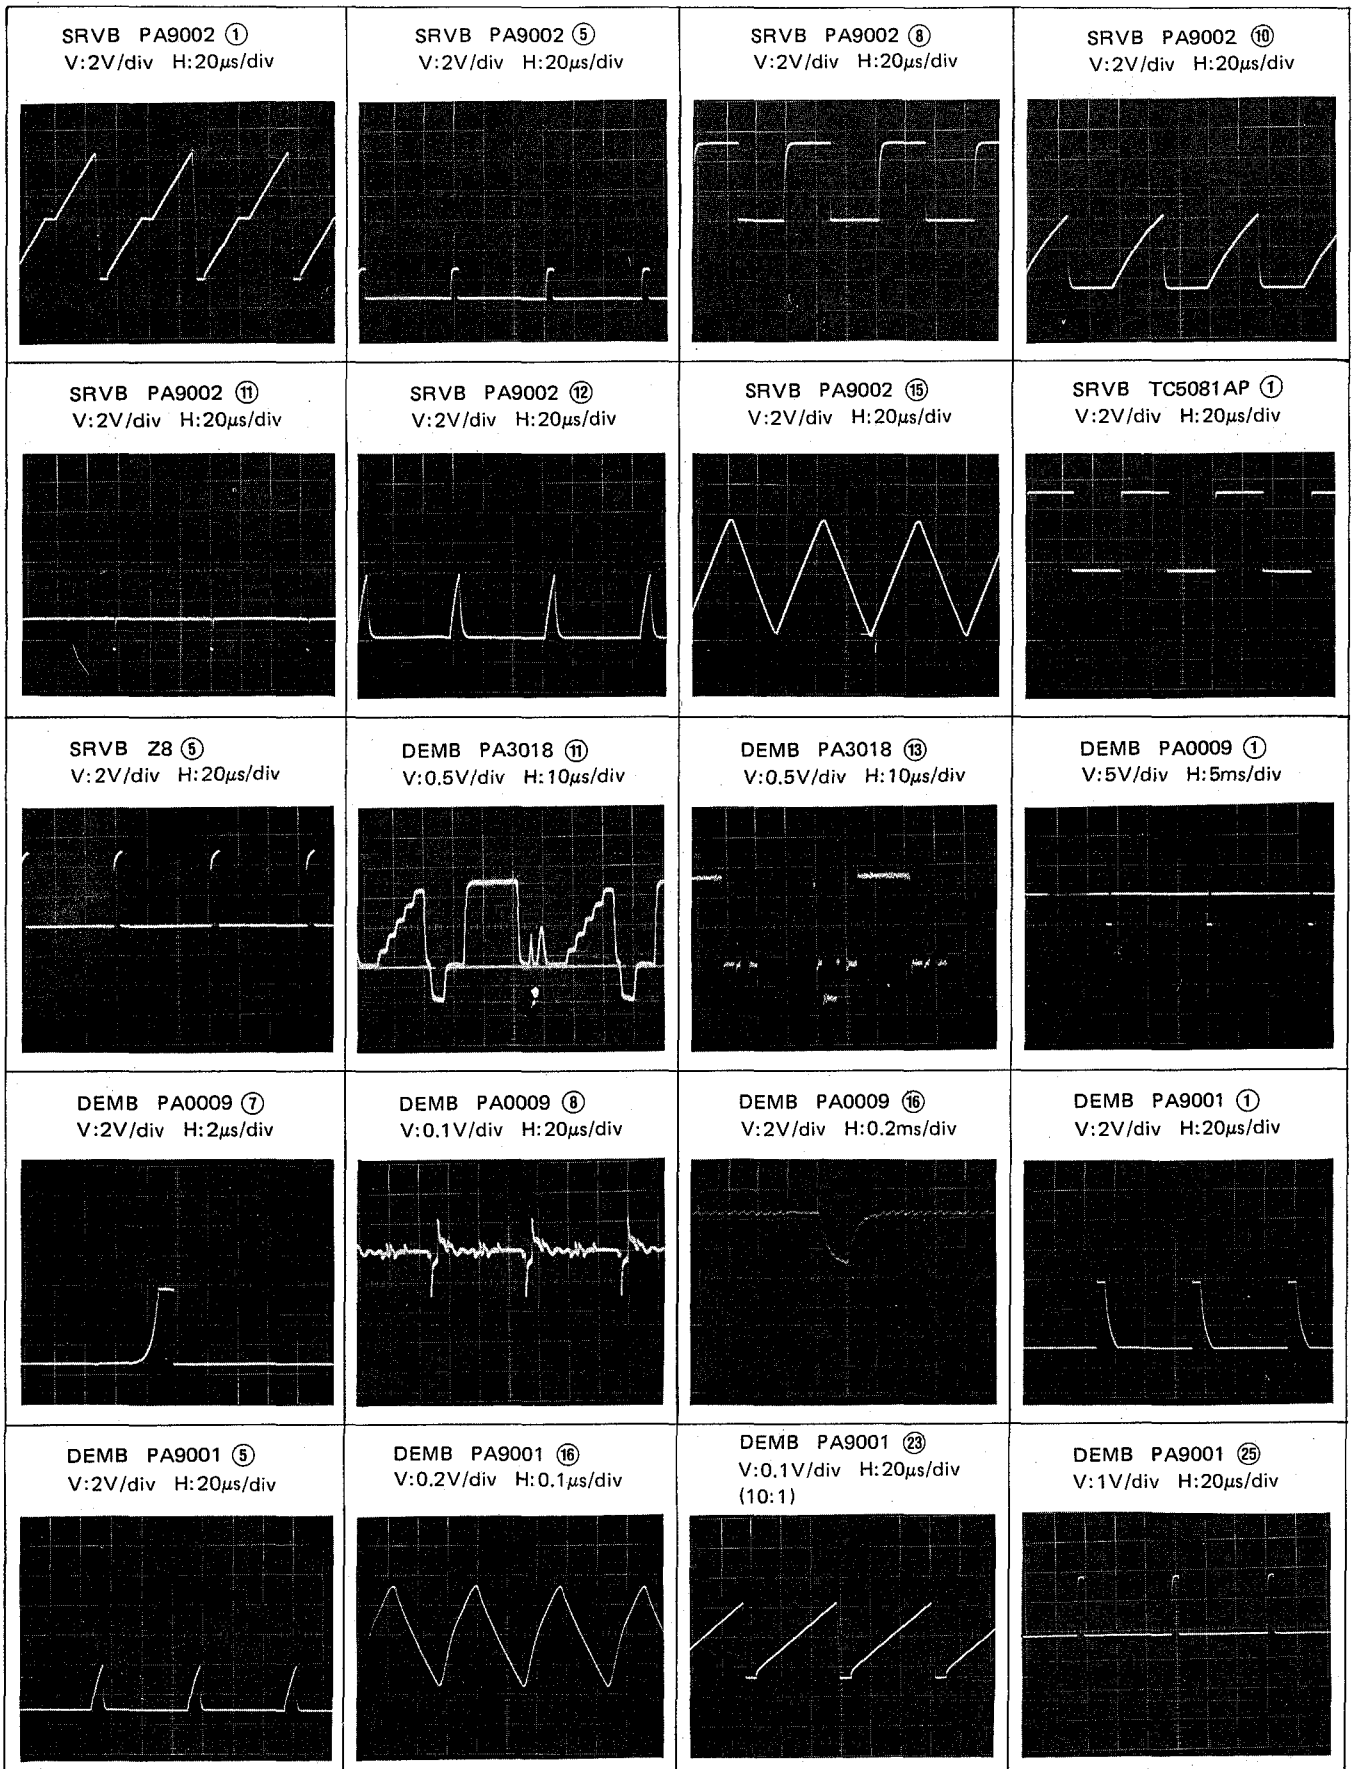 SRVB PA9002 ①
V:2V/div H:20μs/div
SRVB PA9002 ⑤
V:2V/div H:20μs/div
SRVB PA9002 ⑧
V:2V/div H:20μs/div
SRVB PA9002 ⑩
V:2V/div H:20μs/div
SRVB PA9002 ⑪
V:2V/div H:20μs/div
SRVB PA9002 ⑫
V:2V/div H:20μs/div
SRVB PA9002 ⑮
V:2V/div H:20μs/div
SRVB TC5081AP ①
V:2V/div H:20μs/div
SRVB Z8 ⑤
V:2V/div H:20μs/div
DEMB PA3018 ⑪
V:0.5V/div H:10μs/div
DEMB PA3018 ⑬
V:0.5V/div H:10μs/div
DEMB PA0009 ①
V:5V/div H:5ms/div
DEMB PA0009 ⑦
V:2V/div H:2μs/div
DEMB PA0009 ⑧
V:0.1V/div H:20μs/div
DEMB PA0009 ⑯
V:2V/div H:0.2ms/div
DEMB PA9001 ①
V:2V/div H:20μs/div
DEMB PA9001 ⑤
V:2V/div H:20μs/div
DEMB PA9001 ⑯
V:0.2V/div H:0.1μs/div
DEMB PA9001 ㉓
V:0.1V/div H:20μs/div
(10:1)
DEMB PA9001 ㉕
V:1V/div H:20μs/div